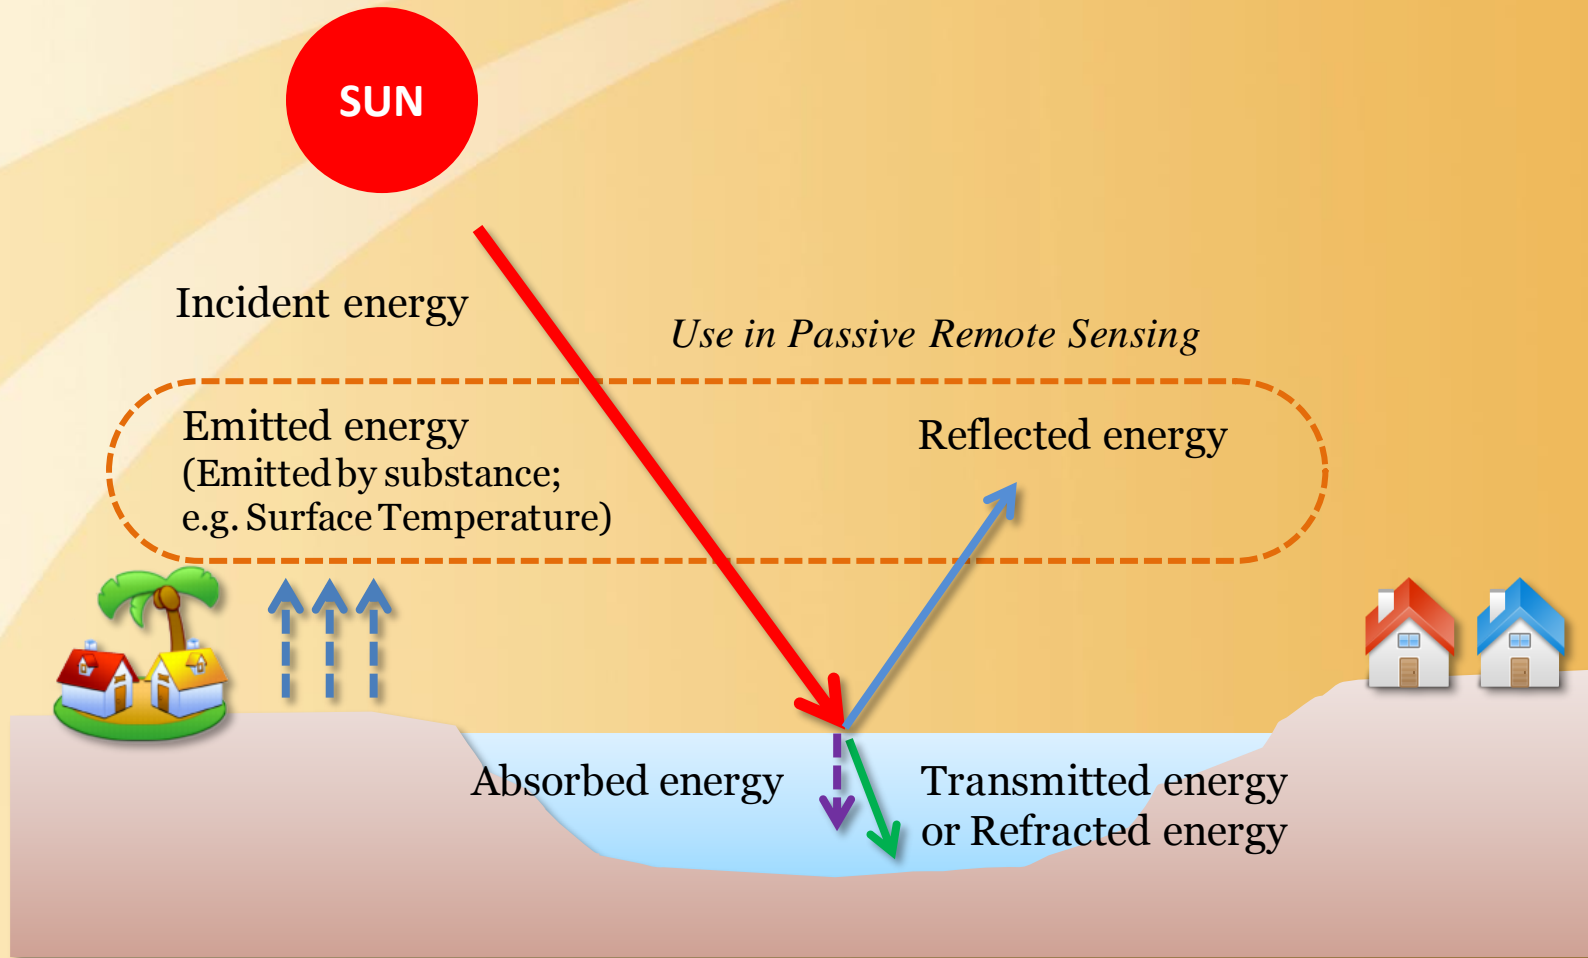 SUN
Incident energy
Use in Passive Remote Sensing
Emitted energy
(Emitted by substance;
e.g. Surface Temperature)
Reflected energy
Absorbed energy
Transmitted energy
or Refracted energy